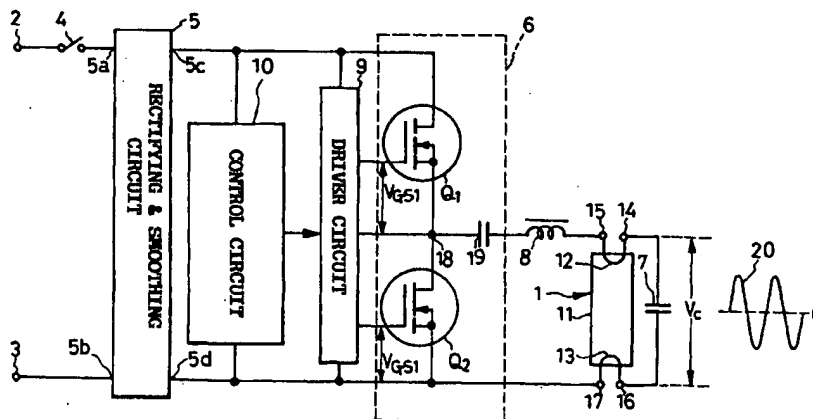 2
4
5
6
5a
5c
10
9
RECTIFYING & SMOOTHING
CIRCUIT
CONTROL CIRCUIT
DRIVER CIRCUIT
VGS1
Q1
18
19
8
15
14
12
1
11
7
Vc
20
13
VGS1
Q2
3
5b
5d
17
16